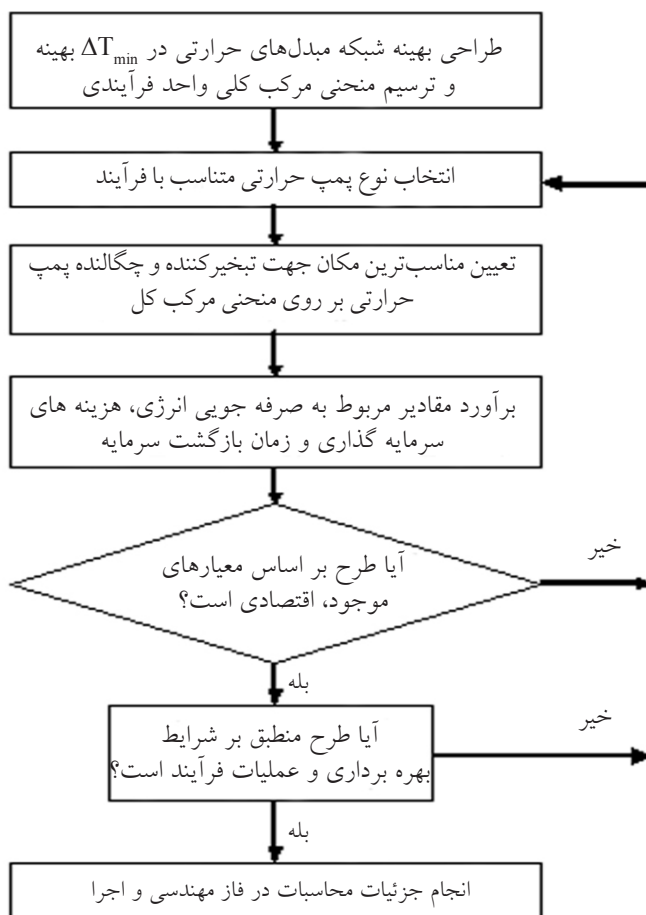 طراحی بهینه شبکه مبدل‌های حرارتی در ΔTmin بهینه
و ترسیم منحنی مرکب کلی واحد فرآیندی
انتخاب نوع پمپ حرارتی متناسب با فرآیند
تعیین مناسب‌ترین مکان جهت تبخیرکننده و چگالنده پمپ
حرارتی بر روی منحنی مرکب کل
برآورد مقادیر مربوط به صرفه جویی انرژی، هزینه های
سرمایه گذاری و زمان بازگشت سرمایه
آیا طرح بر اساس معیارهای
موجود، اقتصادی است؟
خیر
بله
آیا طرح منطبق بر شرایط
بهره برداری و عملیات فرآیند است؟
خیر
بله
انجام جزئیات محاسبات در فاز مهندسی و اجرا